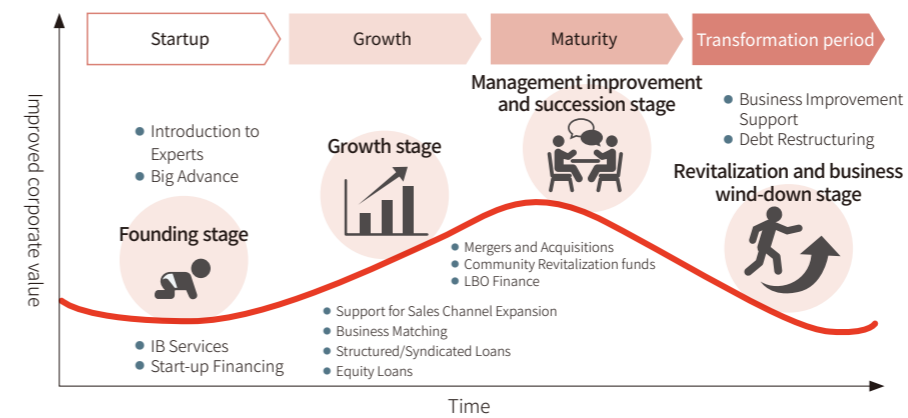 Startup
Growth
Maturity
Transformation period
Improved corporate value
Introduction to
Experts
Big Advance
Founding stage
IB Services
Start-up Financing
Growth stage
Support for Sales Channel Expansion
Business Matching
Structured/Syndicated Loans
Equity Loans
Management improvement
and succession stage
Mergers and Acquisitions
Community Revitalization funds
LBO Finance
Business Improvement
Support
Debt Restructuring
Revitalization and business
wind-down stage
Time